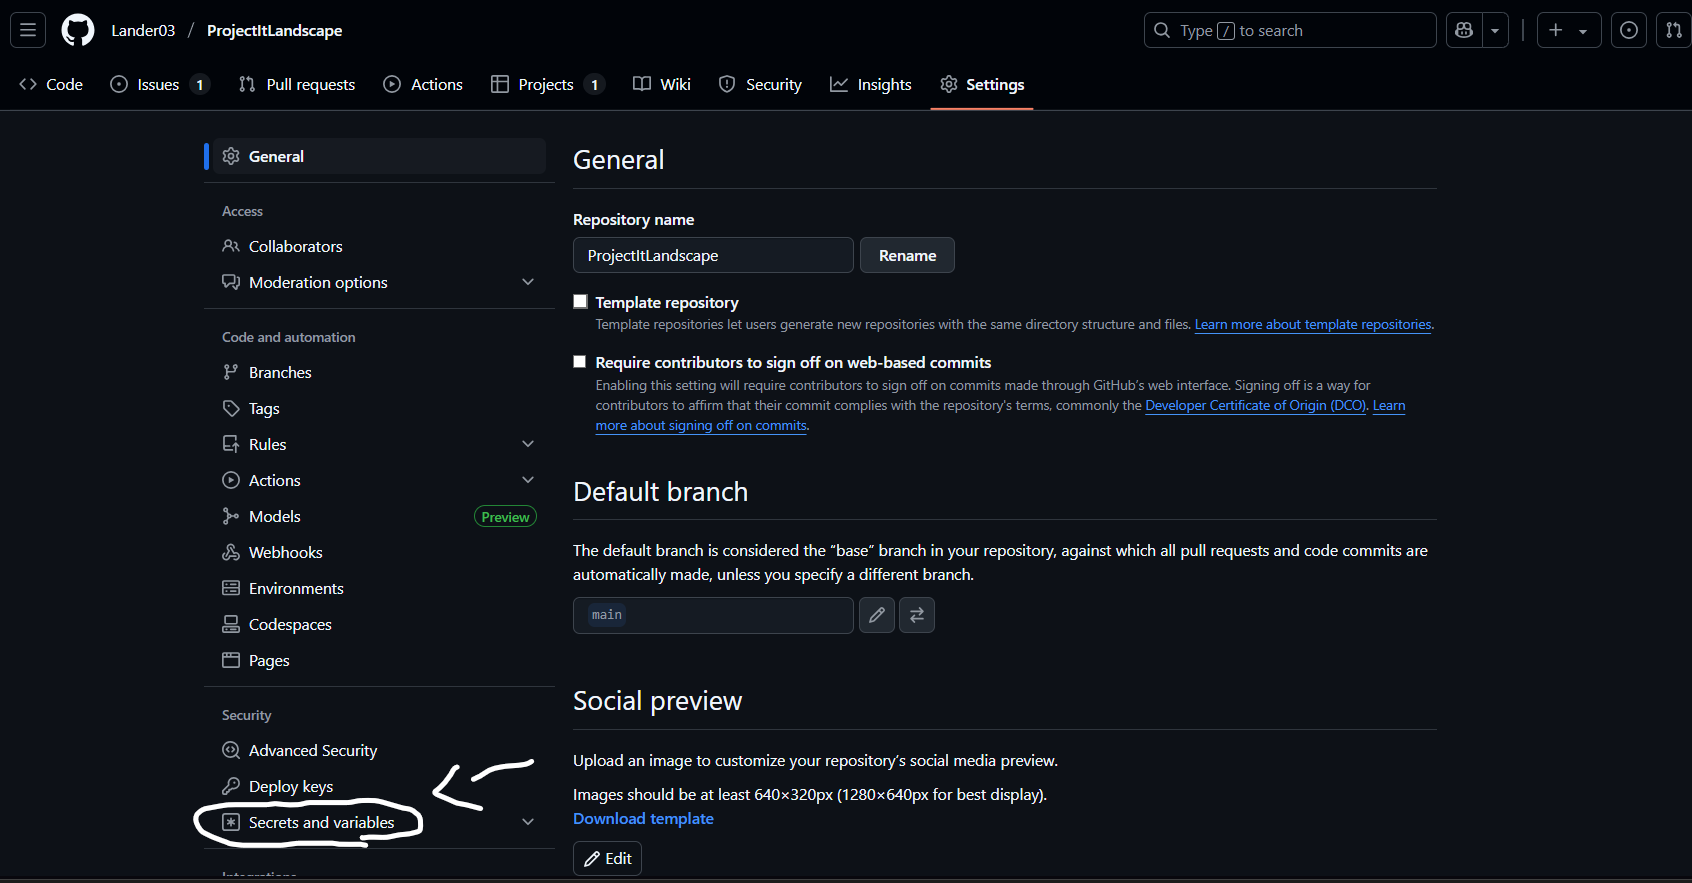 Lander03 / ProjectItLandscape
Type / to search
Code
Issues 1
Pull requests
Actions
Projects 1
Wiki
Security
Insights
Settings
General
Access
Collaborators
Moderation options
Code and automation
Branches
Tags
Rules
Actions
Models Preview
Webhooks
Environments
Codespaces
Pages
Security
Advanced Security
Deploy keys
Secrets and variables
Integrations
General
Repository name
ProjectItLandscape Rename
Template repository
Template repositories let users generate new repositories with the same directory structure and files. Learn more about template repositories.
Require contributors to sign off on web-based commits
Enabling this setting will require contributors to sign off on commits made through GitHub's web interface. Signing off is a way for
contributors to affirm that their commit complies with the repository's terms, commonly the Developer Certificate of Origin (DCO). Learn
more about signing off on commits.
Default branch
The default branch is considered the “base” branch in your repository, against which all pull requests and code commits are
automatically made, unless you specify a different branch.
main
Social preview
Upload an image to customize your repository's social media preview.
Images should be at least 640×320px (1280×640px for best display).
Download template
Edit